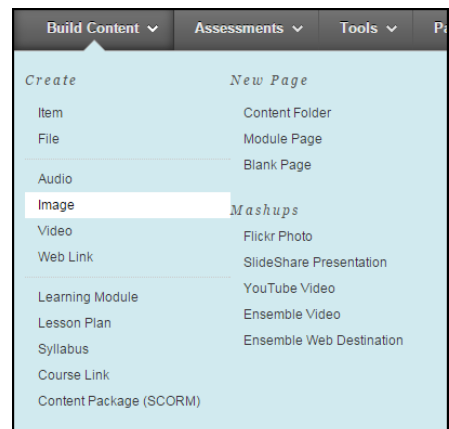 Build Content Assessments Tools
Create
Item
File
Audio
Image
Video
Web Link
Learning Module
Lesson Plan
Syllabus
Course Link
Content Package (SCORM)
New Page
Content Folder
Module Page
Blank Page
Mashups
Flickr Photo
SlideShare Presentation
YouTube Video
Ensemble Video
Ensemble Web Destination